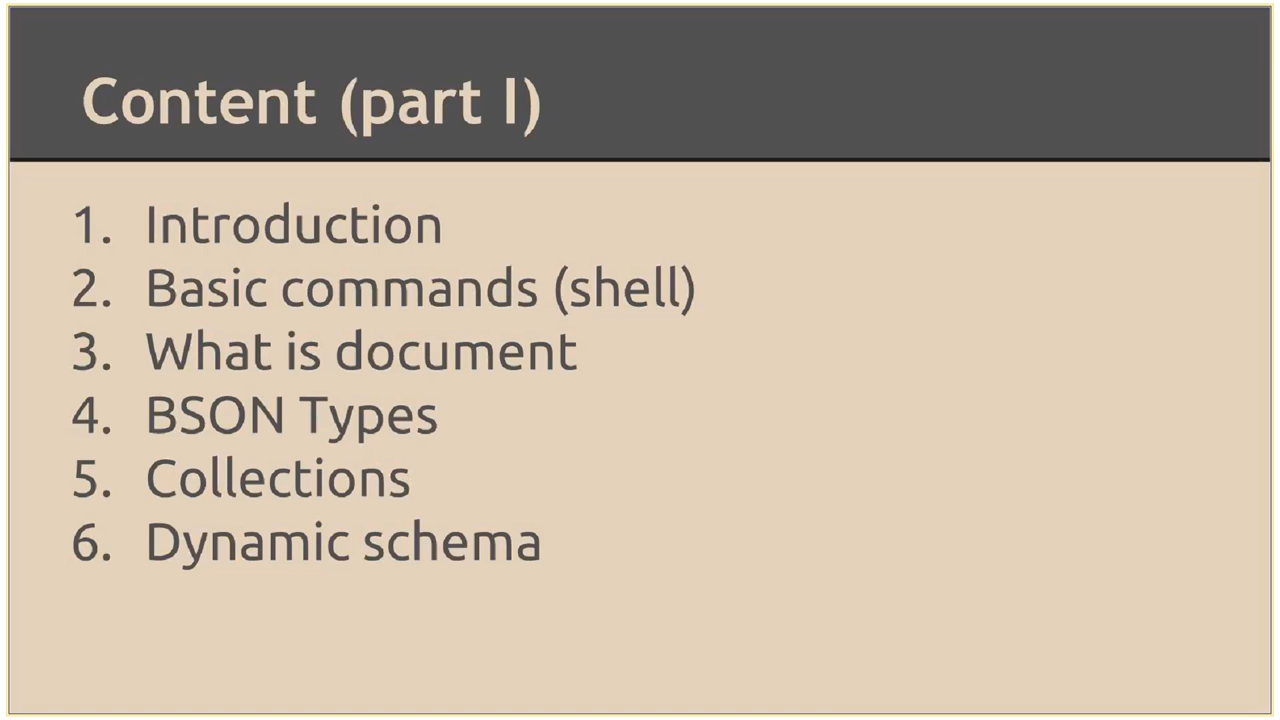 Content (part I)
1. Introduction
2. Basic commands (shell)
3. What is document
4. BSON Types
5. Collections
6. Dynamic schema